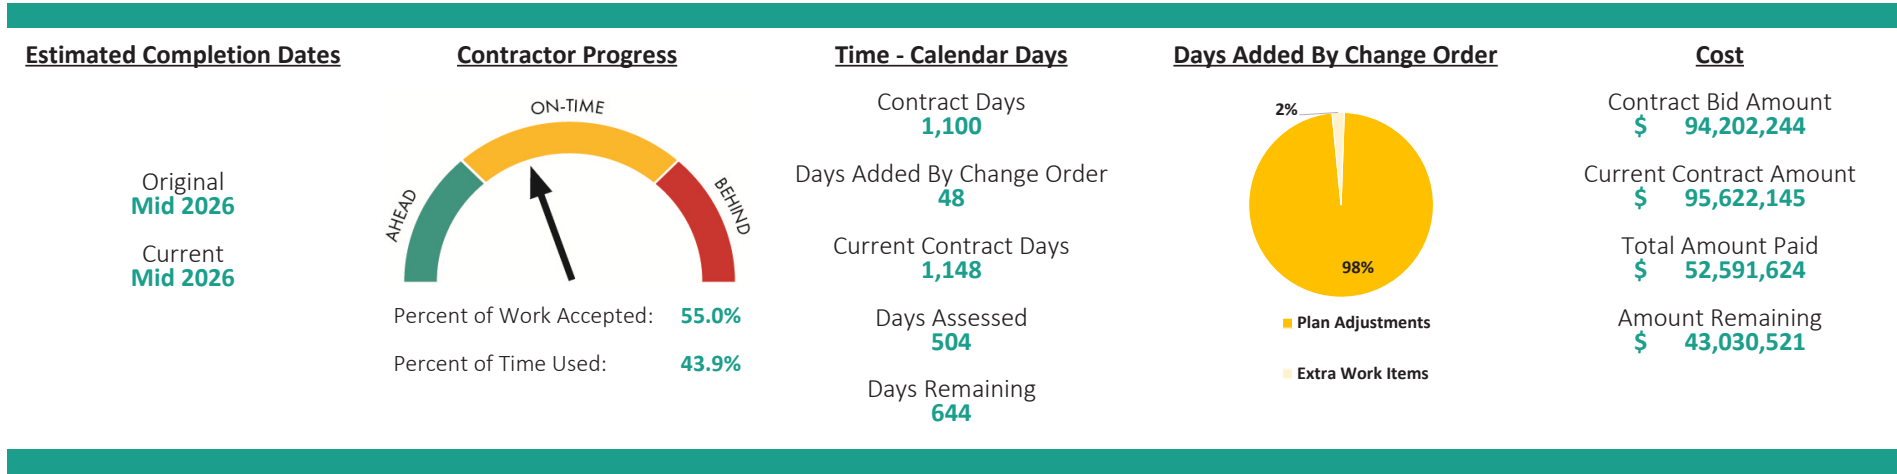 Estimated Completion Dates
Original
Mid 2026
Current
Mid 2026
Contractor Progress
AHEAD
ON-TIME
BEHIND
Percent of Work Accepted: 55.0%
Percent of Time Used: 43.9%
Time - Calendar Days
Contract Days
1,100
Days Added By Change Order
48
Current Contract Days
1,148
Days Assessed
504
Days Remaining
644
Days Added By Change Order
2%
98%
Plan Adjustments
Extra Work Items
Cost
Contract Bid Amount
$ 94,202,244
Current Contract Amount
$ 95,622,145
Total Amount Paid
$ 52,591,624
Amount Remaining
$ 43,030,521